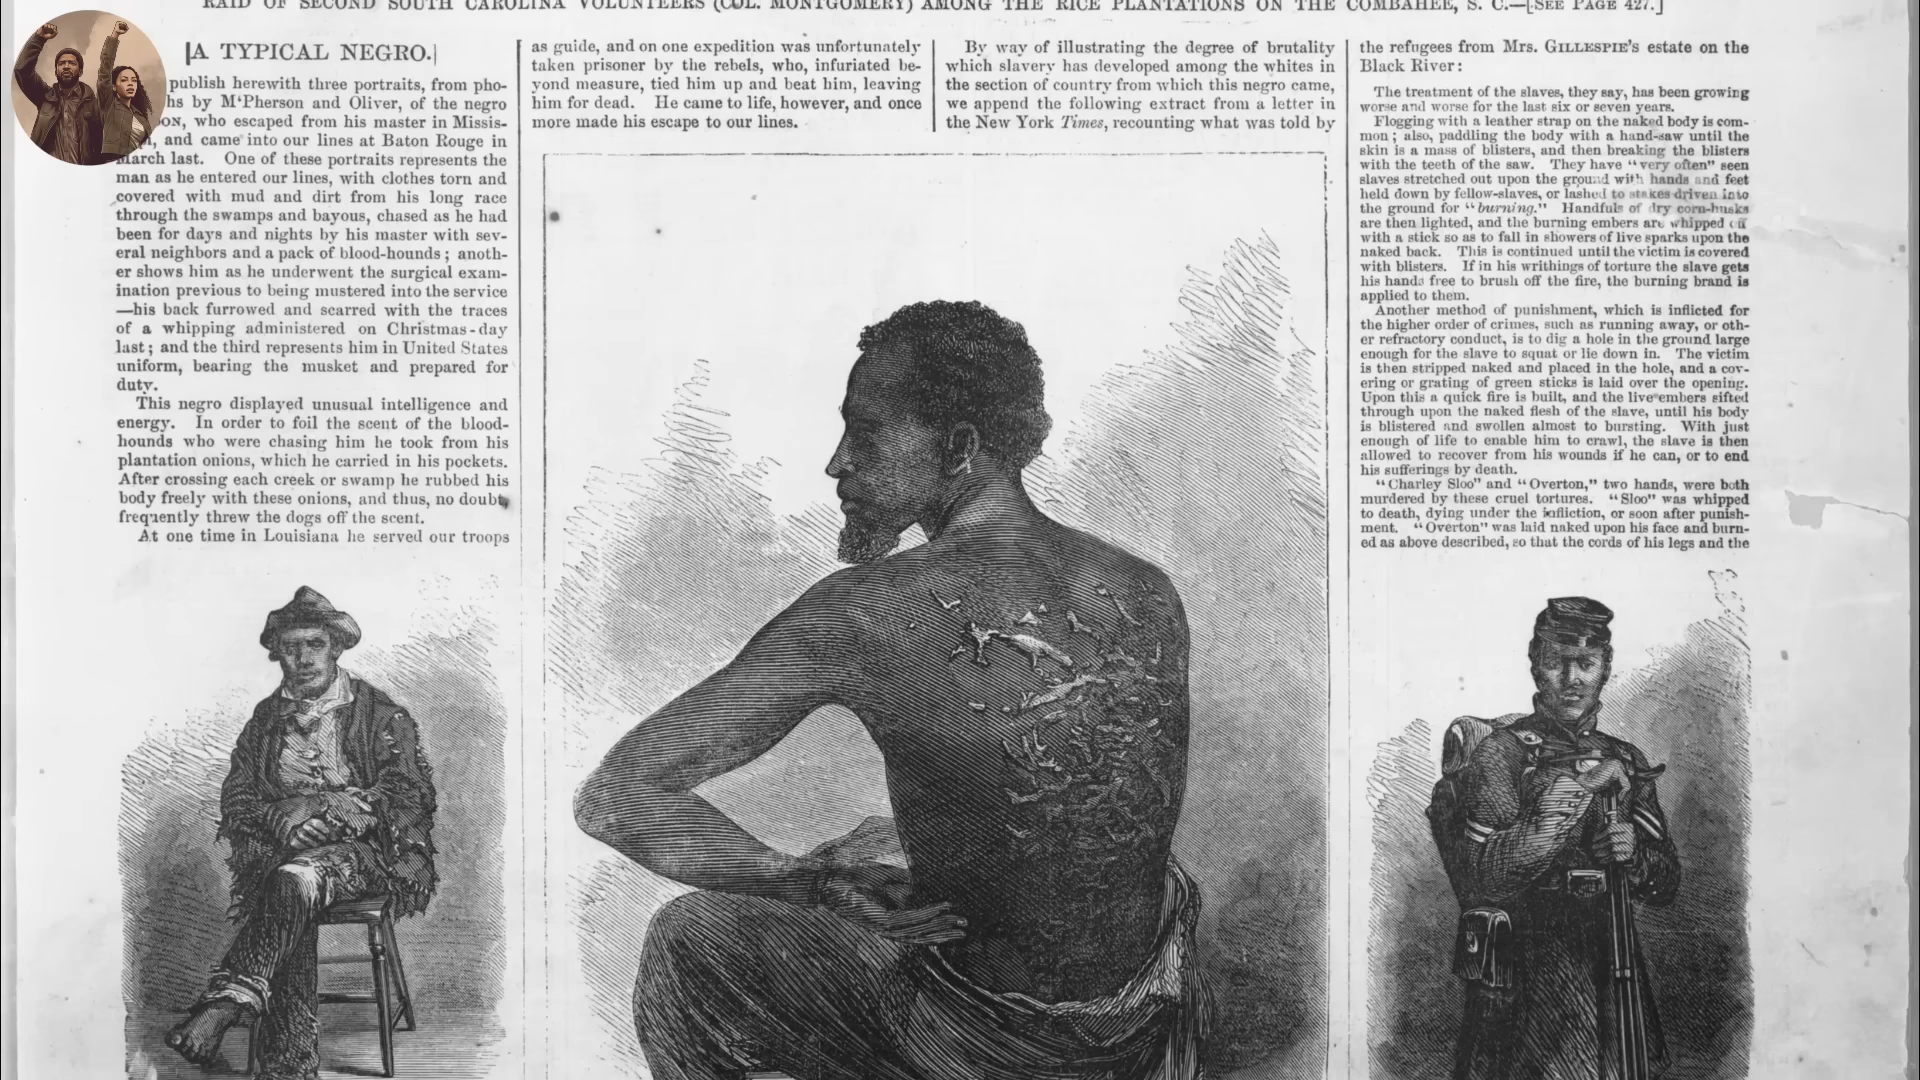 RAID OF SECOND SOUTH CAROLINA VOLUNTEERS (COL. MONTGOMERY) AMONG THE RICE PLANTATIONS ON THE COMBAHEE, S. C.—[SEE PAGE 427.]
A TYPICAL NEGRO.
publish herewith three portraits, from pho-
hs by M‘Pherson and Oliver, of the negro
ON, who escaped from his master in Missis-
, and came into our lines at Baton Rouge in
March last. One of these portraits represents the
man as he entered our lines, with clothes torn and
covered with mud and dirt from his long race
through the swamps and bayous, chased as he had
been for days and nights by his master with sev-
eral neighbors and a pack of blood-hounds; anoth-
er shows him as he underwent the surgical exam-
ination previous to being mustered into the service
—his back furrowed and scarred with the traces
of a whipping administered on Christmas-day
last; and the third represents him in United States
uniform, bearing the musket and prepared for
duty.
This negro displayed unusual intelligence and
energy. In order to foil the scent of the blood-
hounds who were chasing him he took from his
plantation onions, which he carried in his pockets.
After crossing each creek or swamp he rubbed his
body freely with these onions, and thus, no doubt,
frequently threw the dogs off the scent.
At one time in Louisiana he served our troops
as guide, and on one expedition was unfortunately
taken prisoner by the rebels, who, infuriated be-
yond measure, tied him up and beat him, leaving
him for dead. He came to life, however, and once
more made his escape to our lines.
By way of illustrating the degree of brutality
which slavery has developed among the whites in
the section of country from which this negro came,
we append the following extract from a letter in
the New York Times, recounting what was told by
the refugees from Mrs. GILLESPIE'S estate on the
Black River:
The treatment of the slaves, they say, has been growing
worse and worse for the last six or seven years.
Flogging with a leather strap on the naked body is com-
mon; also, paddling the body with a hand-saw until the
skin is a mass of blisters, and then breaking the blisters
with the teeth of the saw. They have “very often” seen
slaves stretched out upon the ground with hands and feet
held down by fellow-slaves, or lashed to stakes driven into
the ground for “burning.” Handfuls of dry corn-husks
are then lighted, and the burning embers are whipped off
with a stick so as to fall in showers of live sparks upon the
naked back. This is continued until the victim is covered
with blisters. If in his writhings of torture the slave gets
his hands free to brush off the fire, the burning brand is
applied to them.
Another method of punishment, which is inflicted for
the higher order of crimes, such as running away, or oth-
er refractory conduct, is to dig a hole in the ground large
enough for the slave to squat or lie down in. The victim
is then stripped naked and placed in the hole, and a cov-
ering or grating of green sticks is laid over the opening.
Upon this a quick fire is built, and the live embers sifted
through upon the naked flesh of the slave, until his body
is blistered and swollen almost to bursting. With just
enough of life to enable him to crawl, the slave is then
allowed to recover from his wounds if he can, or to end
his sufferings by death.
“Charley Sloo” and “Overton,” two hands, were both
murdered by these cruel tortures. “Sloo” was whipped
to death, dying under the infliction, or soon after punish-
ment. “Overton” was laid naked upon his face and burn-
ed as above described, so that the cords of his legs and the